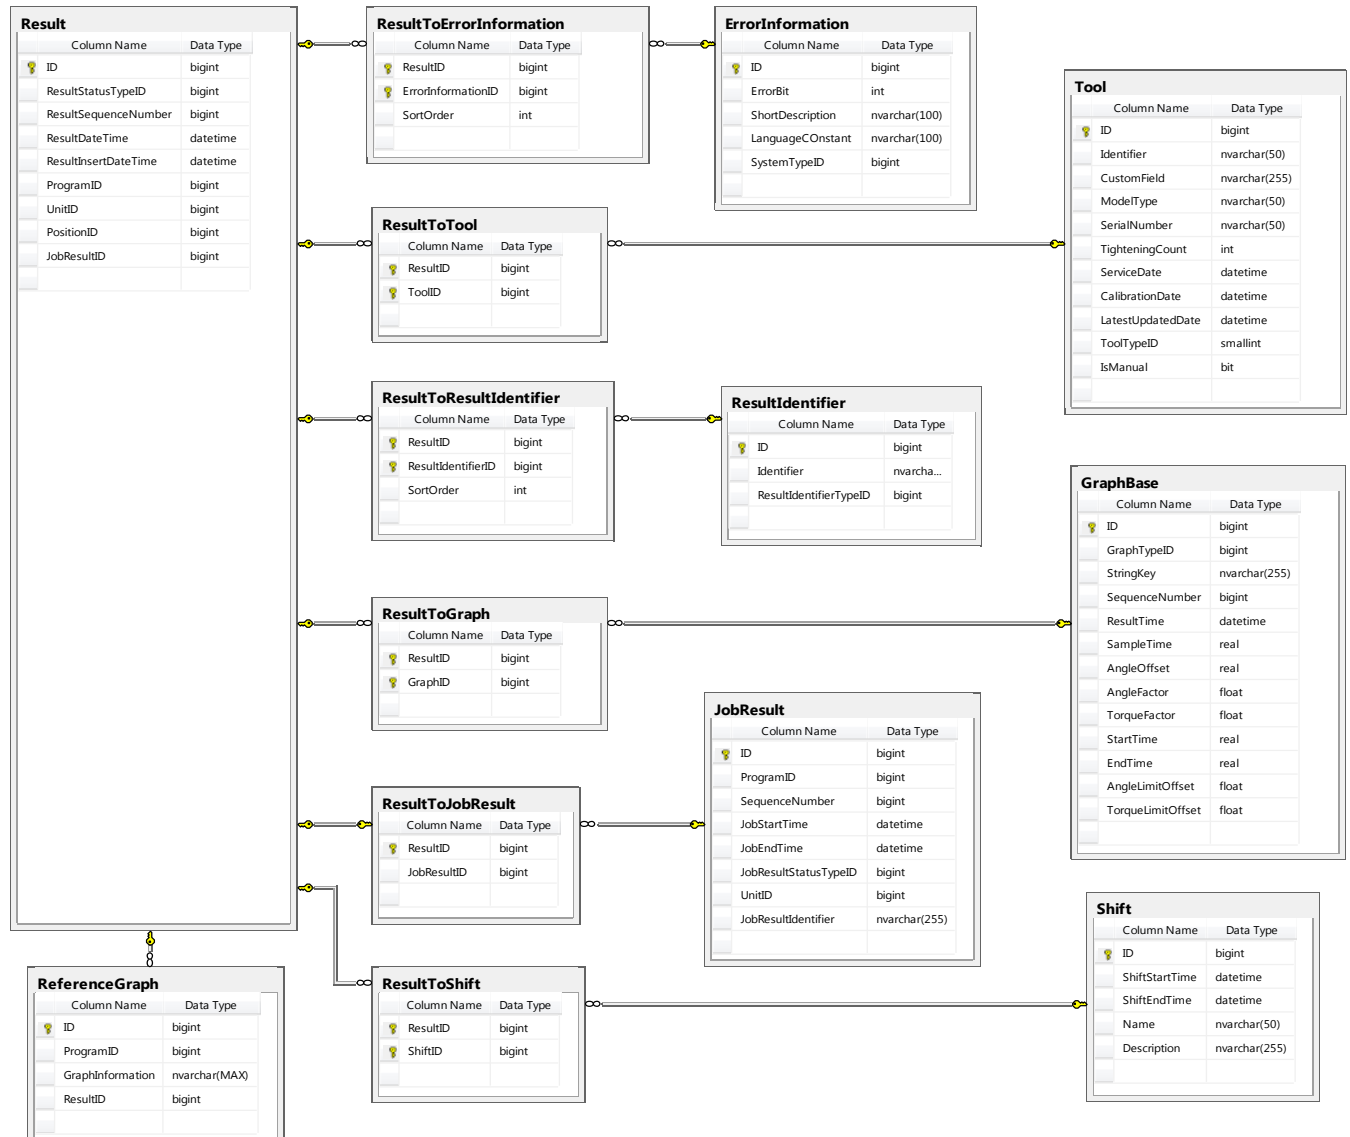 Result
Column Name Data Type
ID bigint
ResultStatusTypeID bigint
ResultSequenceNumber bigint
ResultDateTime datetime
ResultInsertDateTime datetime
ProgramID bigint
UnitID bigint
PositionID bigint
JobResultID bigint
ResultToErrorInformation
Column Name Data Type
ResultID bigint
ErrorInformationID bigint
SortOrder int
ErrorInformation
Column Name Data Type
ID bigint
ErrorBit int
ShortDescription nvarchar(100)
LanguageCOnstant nvarchar(100)
SystemTypeID bigint
Tool
Column Name Data Type
ID bigint
Identifier nvarchar(50)
CustomField nvarchar(255)
ModelType nvarchar(50)
SerialNumber nvarchar(50)
TighteningCount int
ServiceDate datetime
CalibrationDate datetime
LatestUpdatedDate datetime
ToolTypeID smallint
IsManual bit
ResultToTool
Column Name Data Type
ResultID bigint
ToolID bigint
ResultToResultIdentifier
Column Name Data Type
ResultID bigint
ResultIdentifierID bigint
SortOrder int
ResultIdentifier
Column Name Data Type
ID bigint
Identifier nvarcha...
ResultIdentifierTypeID bigint
GraphBase
Column Name Data Type
ID bigint
GraphTypeID bigint
StringKey nvarchar(255)
SequenceNumber bigint
ResultTime datetime
SampleTime real
AngleOffset real
AngleFactor float
TorqueFactor float
StartTime real
EndTime real
AngleLimitOffset float
TorqueLimitOffset float
ResultToGraph
Column Name Data Type
ResultID bigint
GraphID bigint
JobResult
Column Name Data Type
ID bigint
ProgramID bigint
SequenceNumber bigint
JobStartTime datetime
JobEndTime datetime
JobResultStatusTypeID bigint
UnitID bigint
JobResultIdentifier nvarchar(255)
ResultToJobResult
Column Name Data Type
ResultID bigint
JobResultID bigint
Shift
Column Name Data Type
ID bigint
ShiftStartTime datetime
ShiftEndTime datetime
Name nvarchar(50)
Description nvarchar(255)
ReferenceGraph
Column Name Data Type
ID bigint
ProgramID bigint
GraphInformation nvarchar(MAX)
ResultID bigint
ResultToShift
Column Name Data Type
ResultID bigint
ShiftID bigint